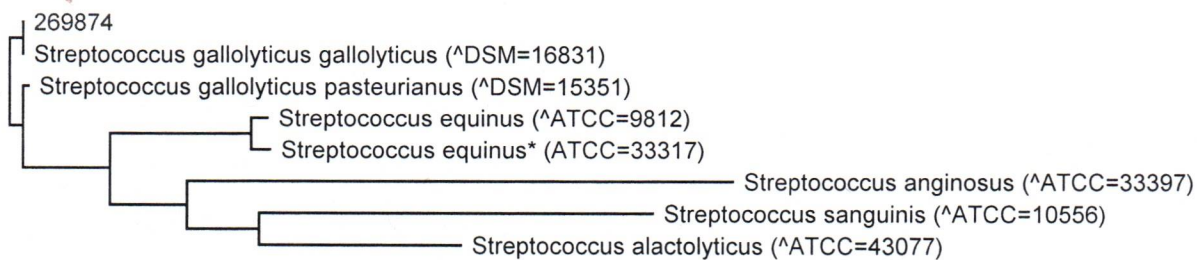 269874
Streptococcus gallolyticus gallolyticus (^DSM=16831)
Streptococcus gallolyticus pasteurianus (^DSM=15351)
Streptococcus equinus (^ATCC=9812)
Streptococcus equinus* (ATCC=33317)
Streptococcus anginosus (^ATCC=33397)
Streptococcus sanguinis (^ATCC=10556)
Streptococcus alactolyticus (^ATCC=43077)